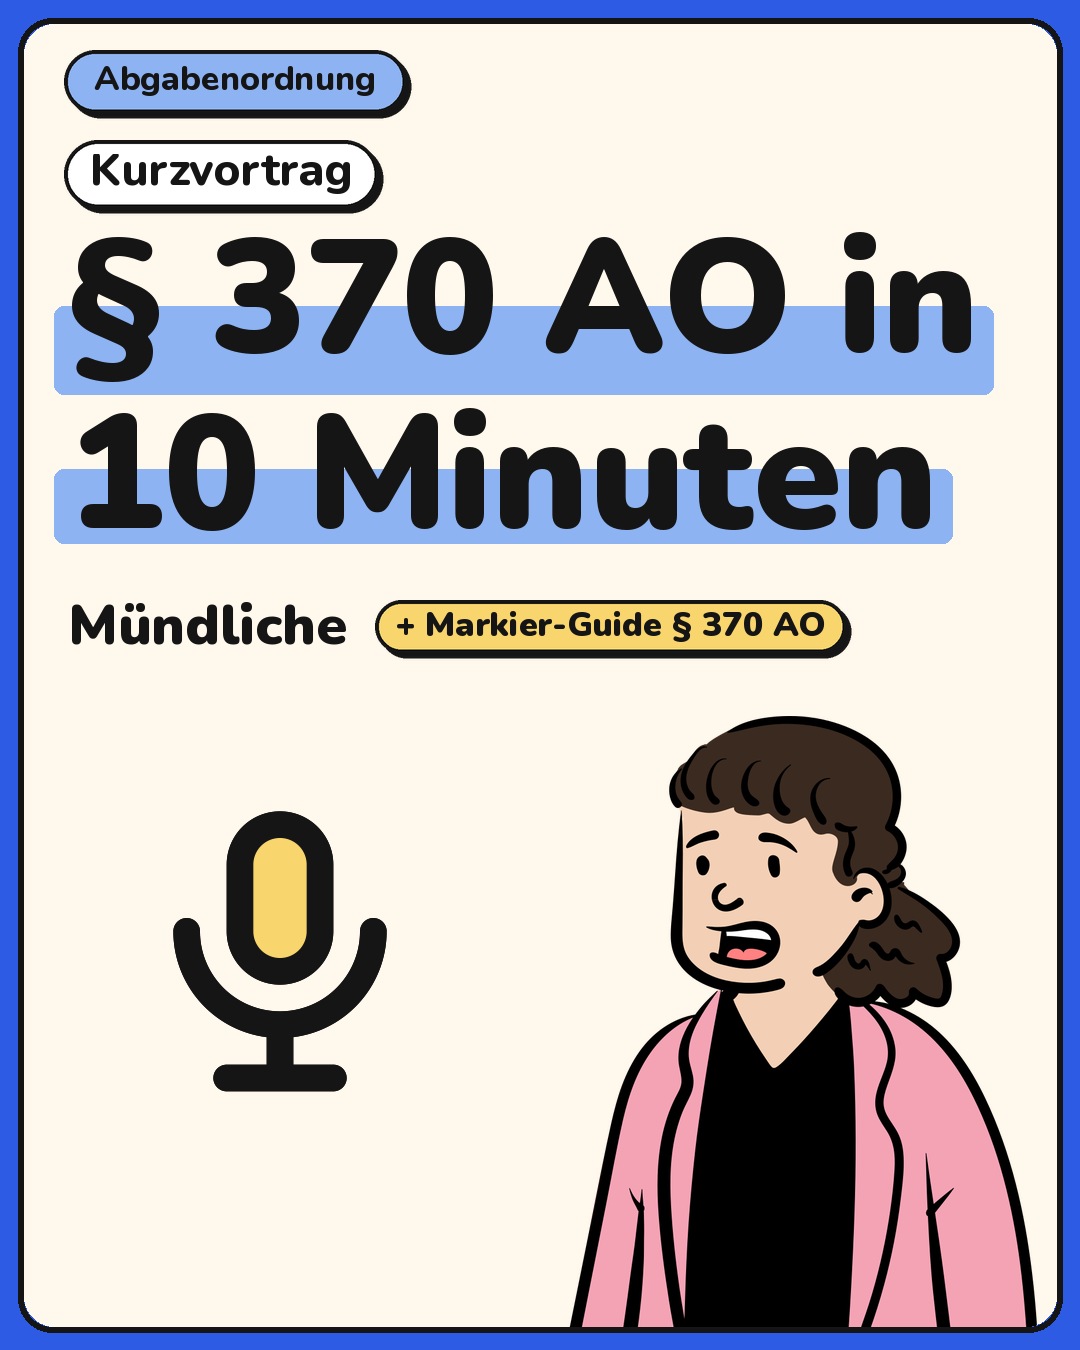 Abgabenordnung
Kurzvortrag
§ 370 AO in
10 Minuten
Mündliche
+ Markier-Guide § 370 AO